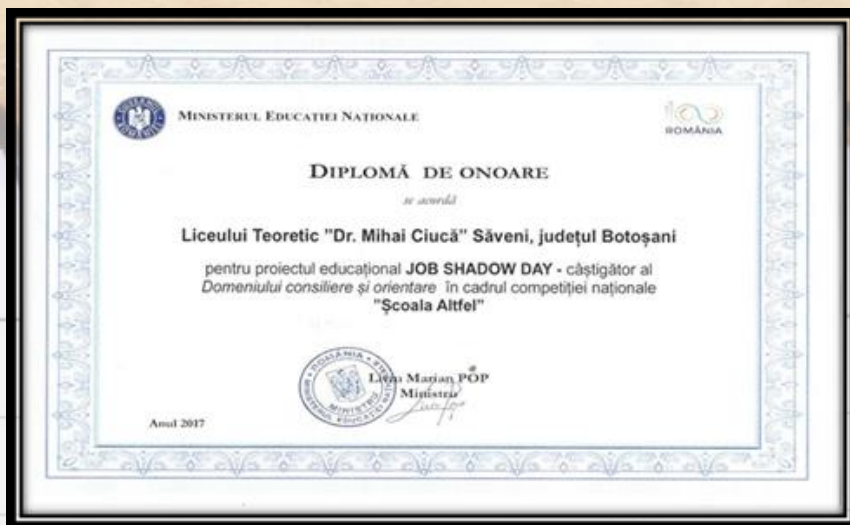 MINISTERUL EDUCAȚIEI NAȚIONALE
ROMÂNIA
DIPLOMĂ DE ONOARE
se acordă
Liceului Teoretic "Dr. Mihai Ciucă" Săveni, județul Botoșani
pentru proiectul educațional JOB SHADOW DAY - câștigător al
Domeniului consiliere și orientare în cadrul competiției naționale
"Școala Altfel"
Liviu Marian POP
Ministru
ROMÂNIA
MINISTRU
Anul 2017